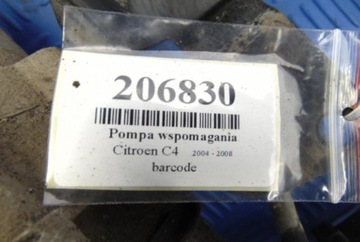 206830
Pompa wspomagania
Citroen C4 2004 - 2008
barcode